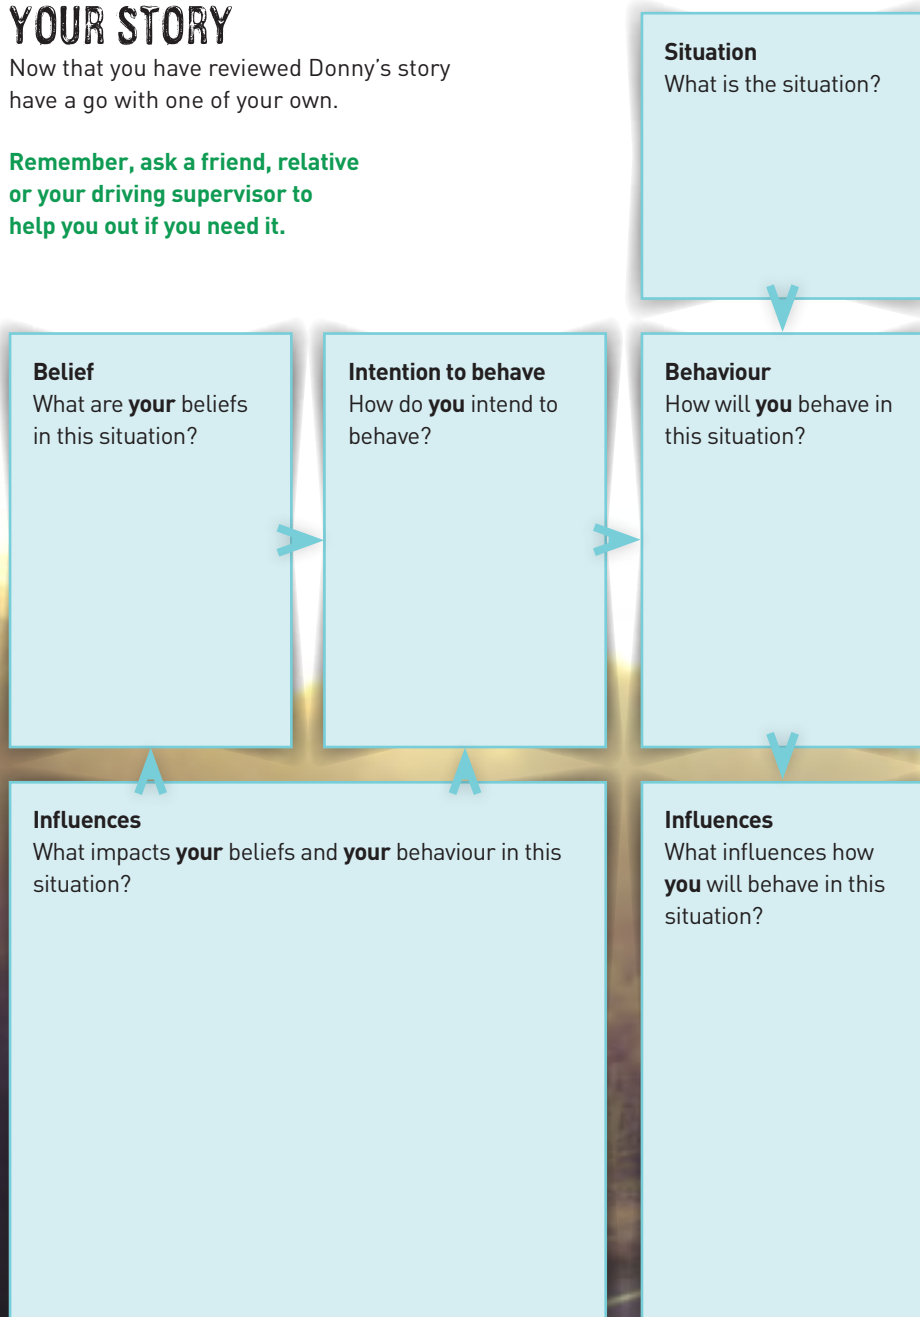 YOUR STORY
Now that you have reviewed Donny's story
have a go with one of your own.
Remember, ask a friend, relative
or your driving supervisor to
help you out if you need it.
Situation
What is the situation?
Belief
What are your beliefs
in this situation?
Intention to behave
How do you intend to
behave?
Behaviour
How will you behave in
this situation?
Influences
What impacts your beliefs and your behaviour in this
situation?
Influences
What influences how
you will behave in this
situation?